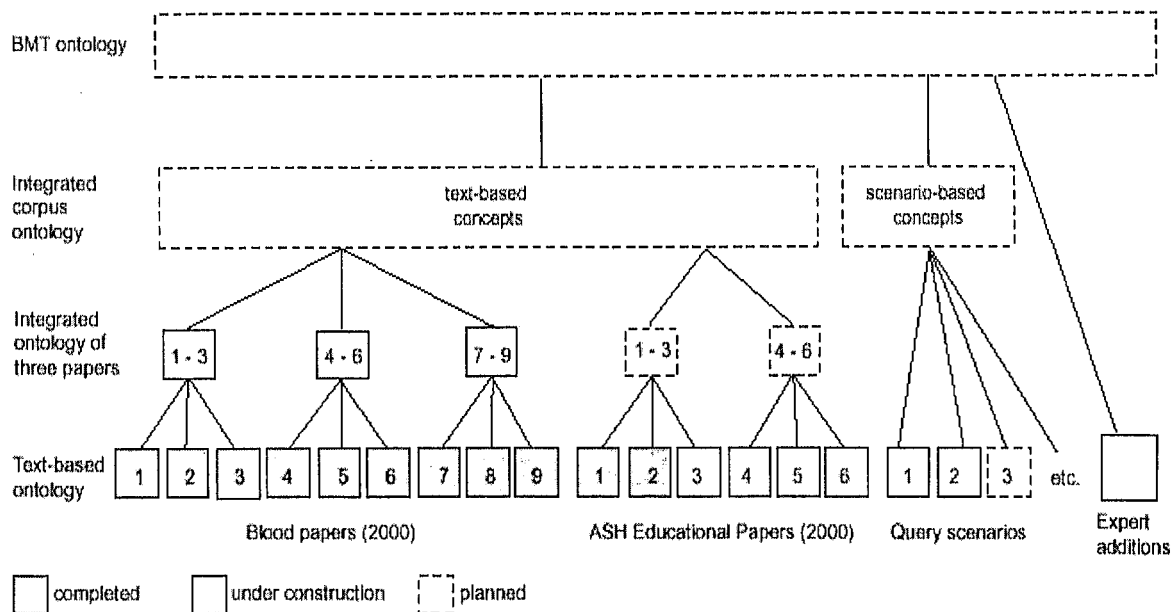 BMT ontology
Integrated
corpus
ontology
text-based
concepts
scenario-based
concepts
Integrated
ontology of
three papers
1 - 3
4 - 6
7 - 9
1 - 3
4 - 6
Text-based
ontology
1 2 3 4 5 6 7 8 9 1 2 3 4 5 6 1 2 3 etc.
Blood papers (2000)
ASH Educational Papers (2000)
Query scenarios
Expert
additions
completed
under construction
planned